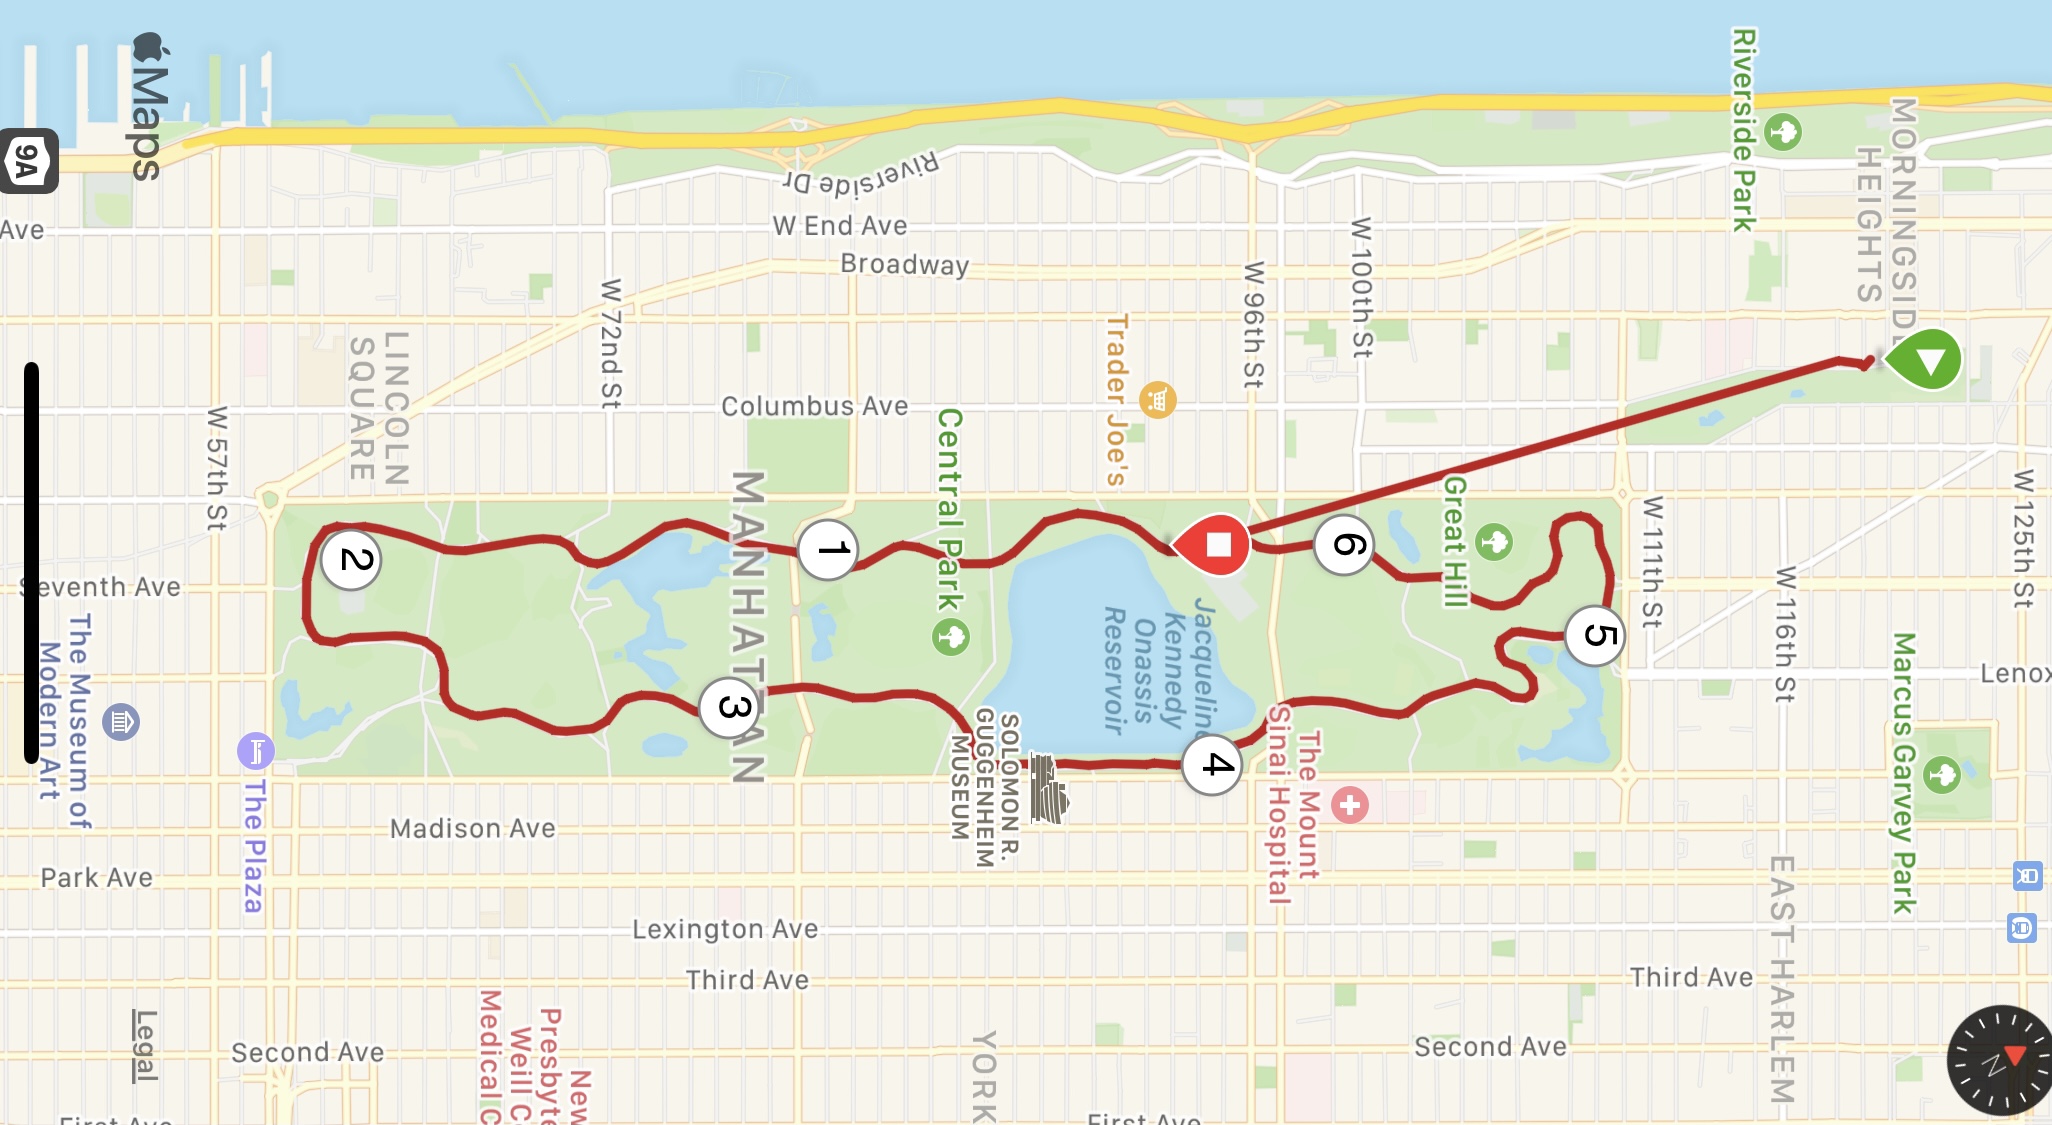 Maps
9A
Ave
Riverside Dr
W End Ave
Broadway
Riverside Park
MORNINGSIDE
HEIGHTS
W 72nd St
W 96th St
W 100th St
Trader Joe's
LINCOLN
SQUARE
Columbus Ave
Central Park
W 57th St
MANHATTAN
Great Hill
W 111th St
W 116th St
W 125th St
1
2
3
4
5
6
Seventh Ave
Jacqueline
Kennedy
Onassis
Reservoir
Lenox
The Museum of
Modern Art
The Plaza
SOLOMON R.
GUGGENHEIM
MUSEUM
The Mount
Sinai Hospital
Marcus Garvey Park
Madison Ave
Park Ave
Lexington Ave
EAST HARLEM
Third Ave
Third Ave
Legal
Second Ave
New
Presbyte
Weill C
Medical C
YORK
Second Ave
N
First Ave
First Ave